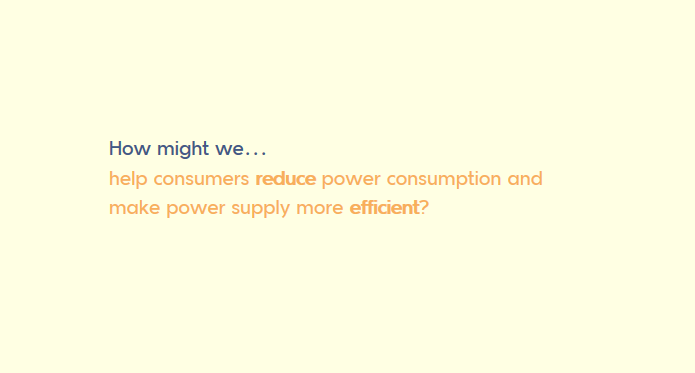 How might we...
help consumers reduce power consumption and
make power supply more efficient?